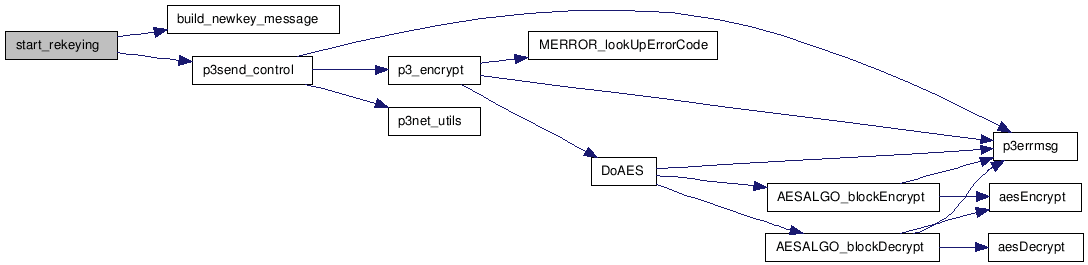 start_rekeying
build_newkey_message
p3send_control
p3_encrypt
p3net_utils
MERROR_lookUpErrorCode
DoAES
AESALGO_blockEncrypt
AESALGO_blockDecrypt
p3errmsg
aesEncrypt
aesDecrypt